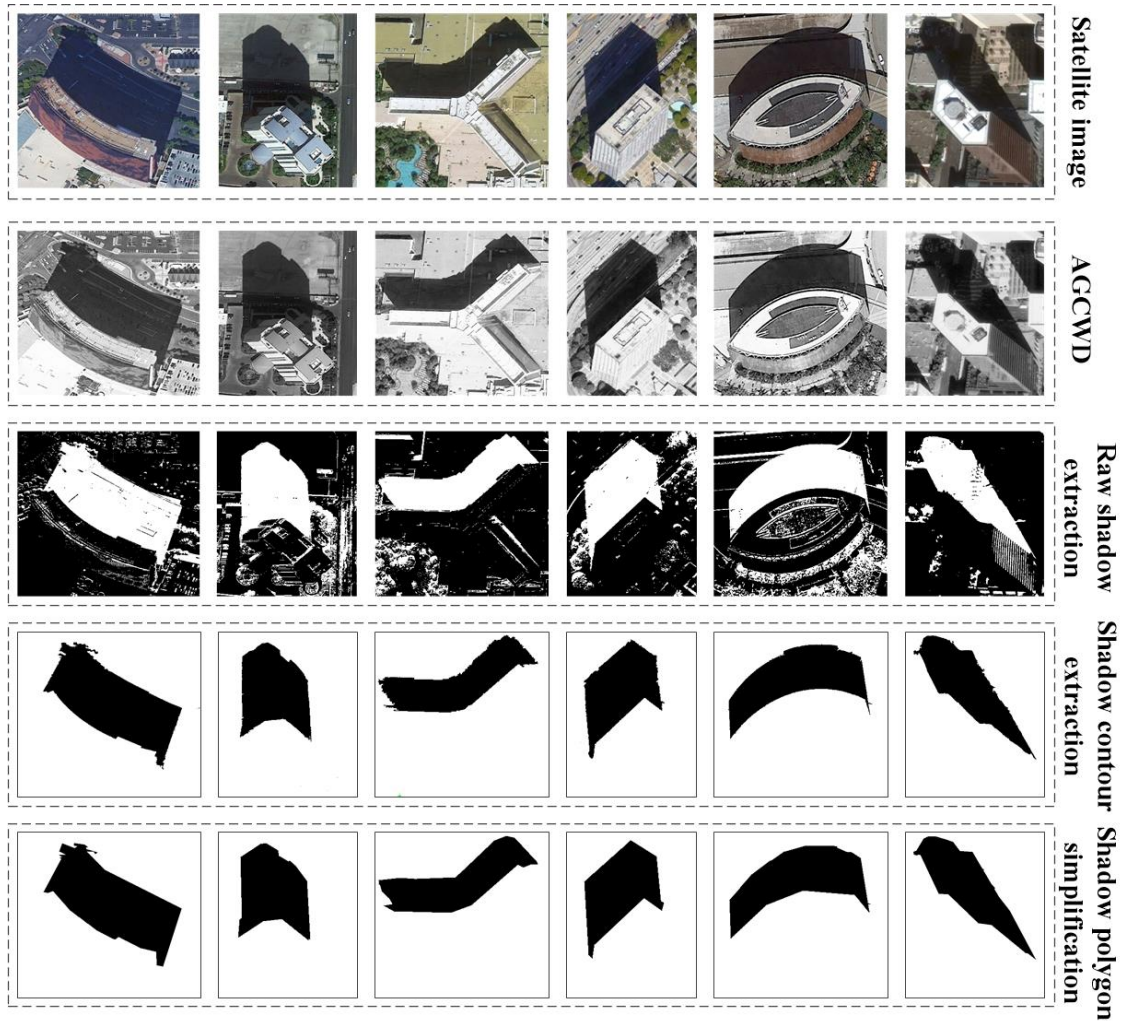 Satellite image
AGCWD
Raw shadow
extraction
Shadow contour
extraction
Shadow polygon
simplification